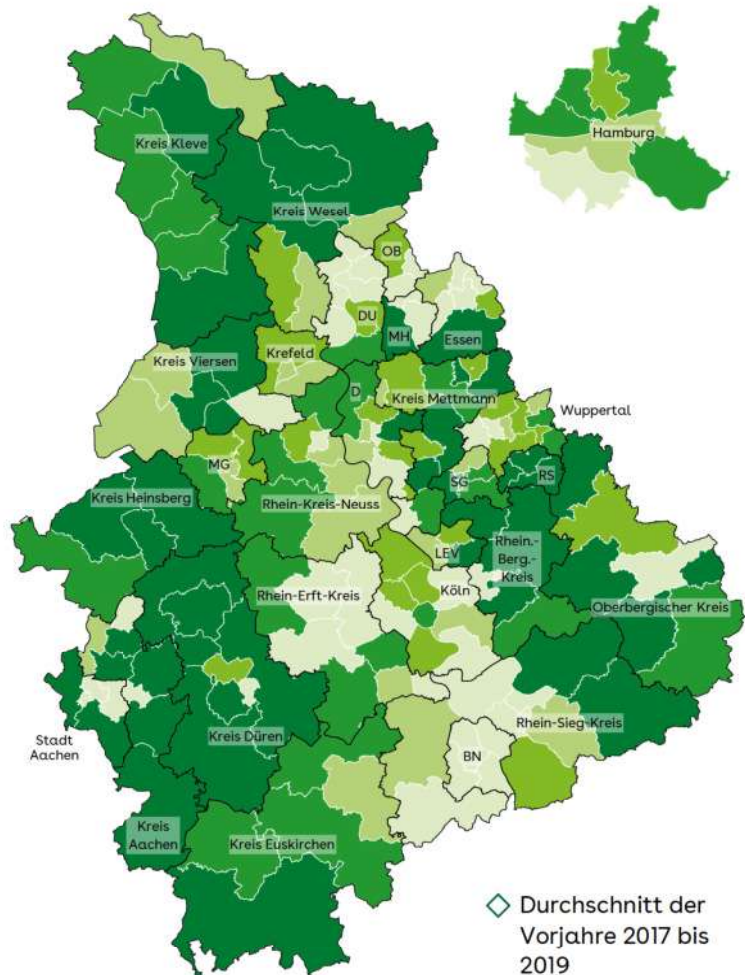 Hamburg
Kreis Kleve
Kreis Wesel
OB
DU
MH
Essen
Krefeld
Kreis Viersen
D
Kreis Mettmann
Wuppertal
MG
SG
RS
Kreis Heinsberg
Rhein-Kreis-Neuss
LEV
Rhein.-
Berg.-
Kreis
Rhein-Erft-Kreis
Köln
Oberbergischer Kreis
Stadt
Aachen
Kreis Düren
Rhein-Sieg-Kreis
BN
Kreis
Aachen
Kreis Euskirchen
Durchschnitt der
Vorjahre 2017 bis
2019